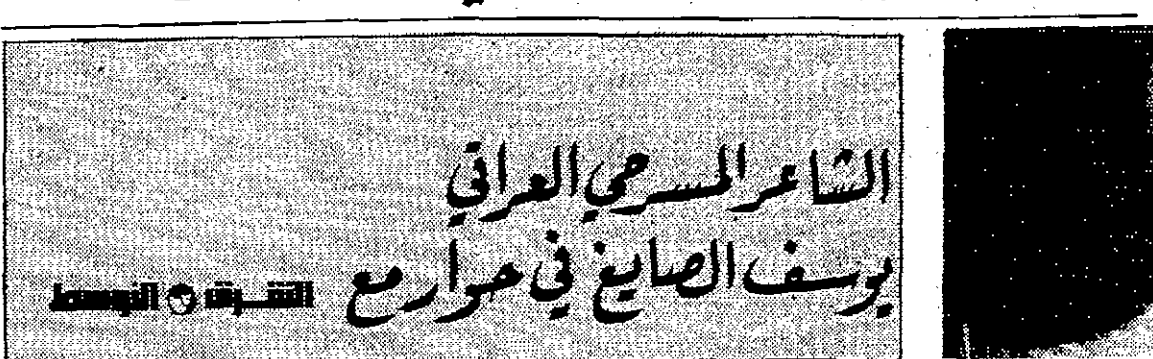 الشاعر المسرحي العراقي
يوسف الصايغ في حوار مع الشرق الأوسط